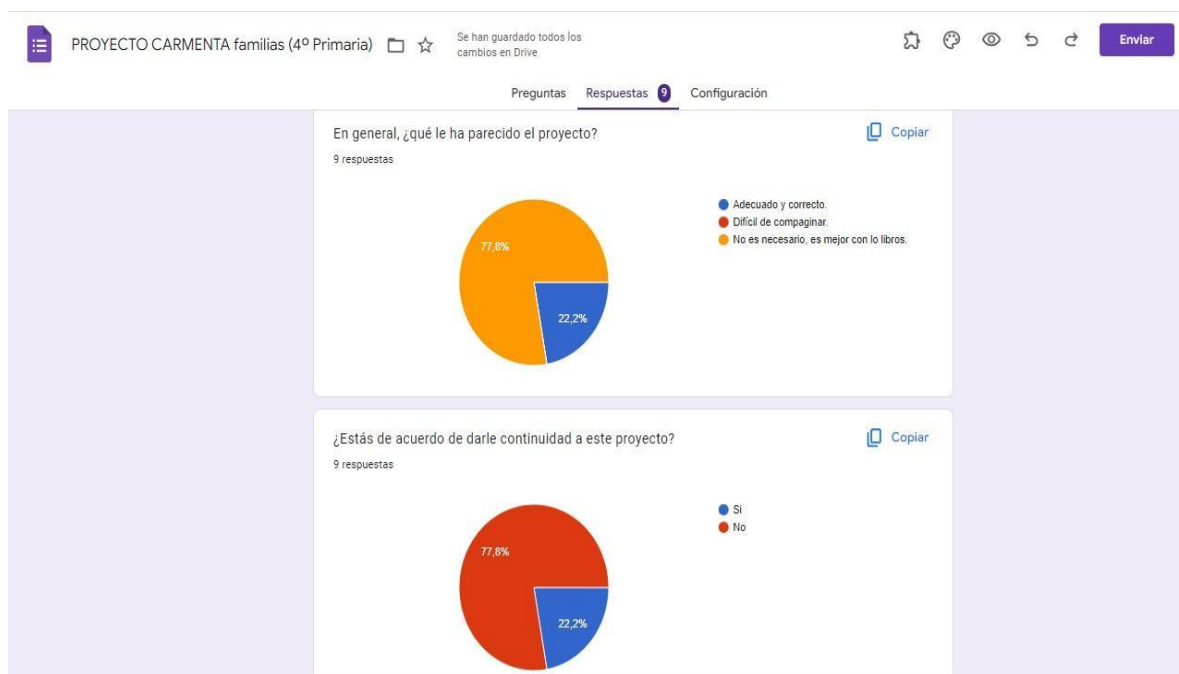 PROYECTO CARMENTA familias (4º Primaria)
Se han guardado todos los
cambios en Drive
Enviar
Preguntas Respuestas 9 Configuración
En general, ¿qué le ha parecido el proyecto?
Copiar
9 respuestas
Adecuado y correcto.
Difícil de compaginar.
No es necesario, es mejor con lo libros.
77,8%
22,2%
¿Estás de acuerdo de darle continuidad a este proyecto?
Copiar
9 respuestas
Si
No
77,8%
22,2%